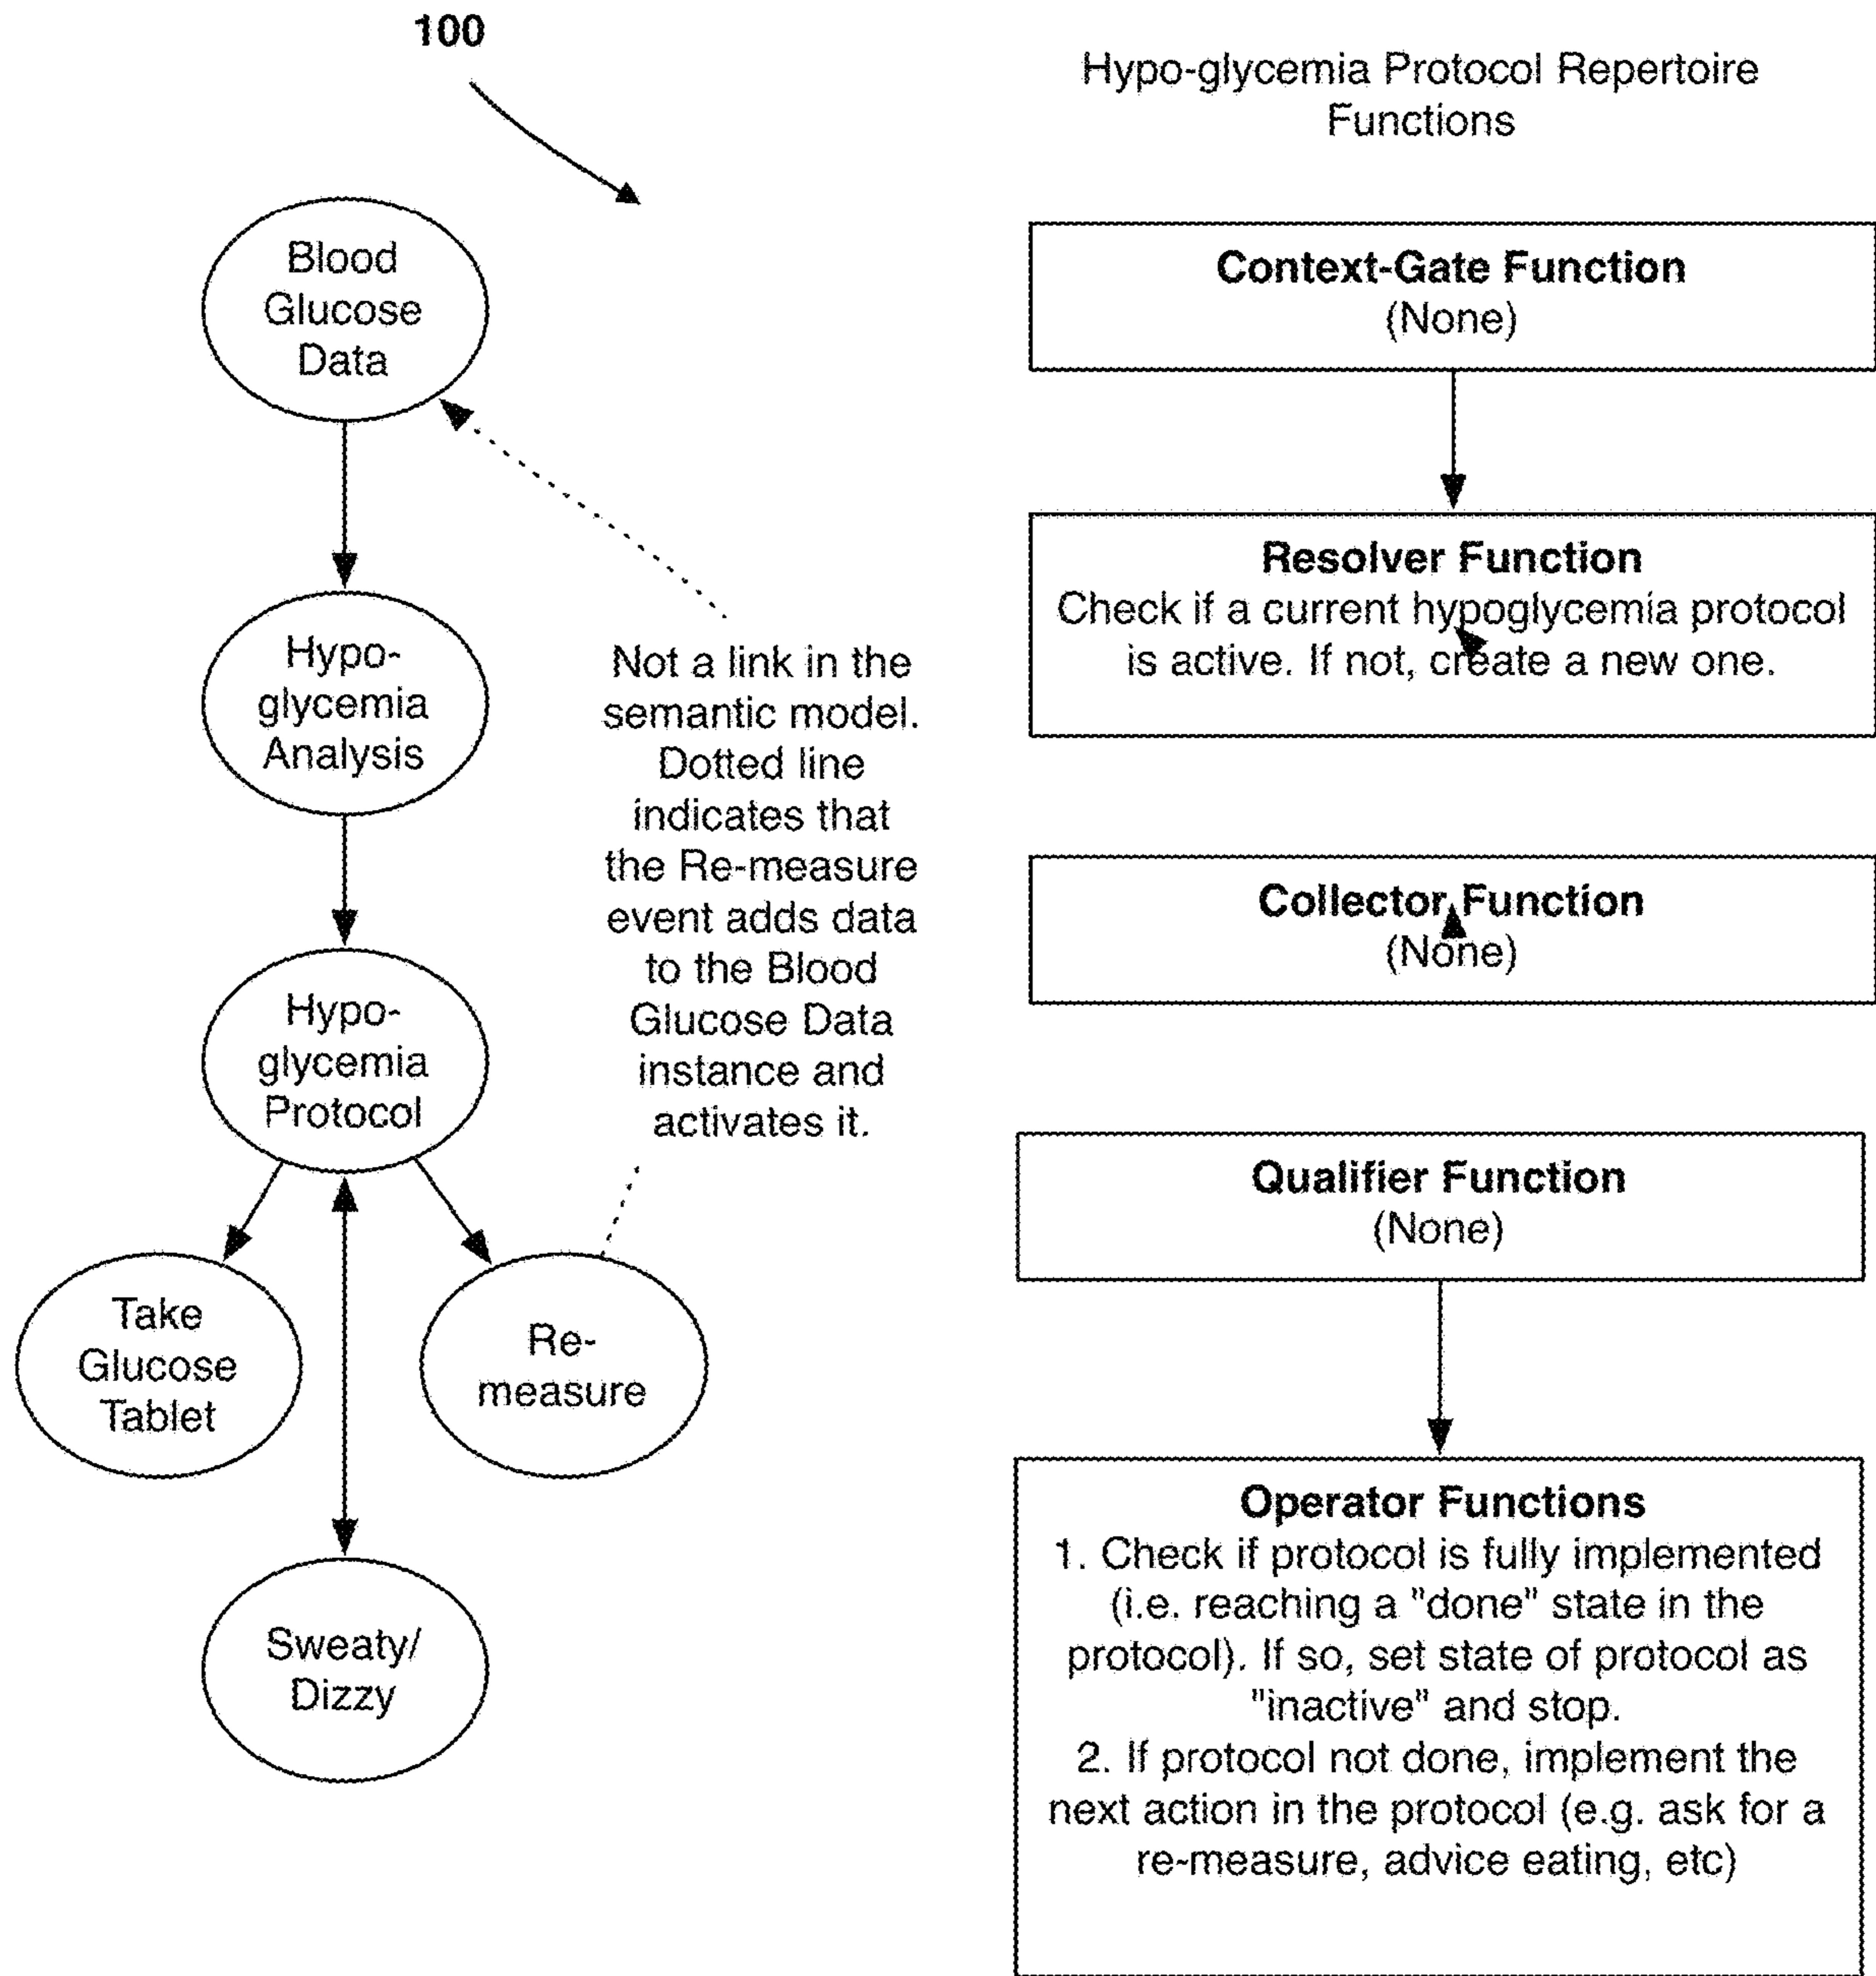 100
Hypo-glycemia Protocol Repertoire
Functions
Blood
Glucose
Data
Hypo-
glycemia
Analysis
Hypo-
glycemia
Protocol
Take
Glucose
Tablet
Re-
measure
Sweaty/
Dizzy
Not a link in the
semantic model.
Dotted line
indicates that
the Re-measure
event adds data
to the Blood
Glucose Data
instance and
activates it.
Context-Gate Function
(None)
Resolver Function
Check if a current hypoglycemia protocol
is active. If not, create a new one.
Collector Function
(None)
Qualifier Function
(None)
Operator Functions
1. Check if protocol is fully implemented
(i.e. reaching a "done" state in the
protocol). If so, set state of protocol as
"inactive" and stop.
2. If protocol not done, implement the
next action in the protocol (e.g. ask for a
re-measure, advice eating, etc)